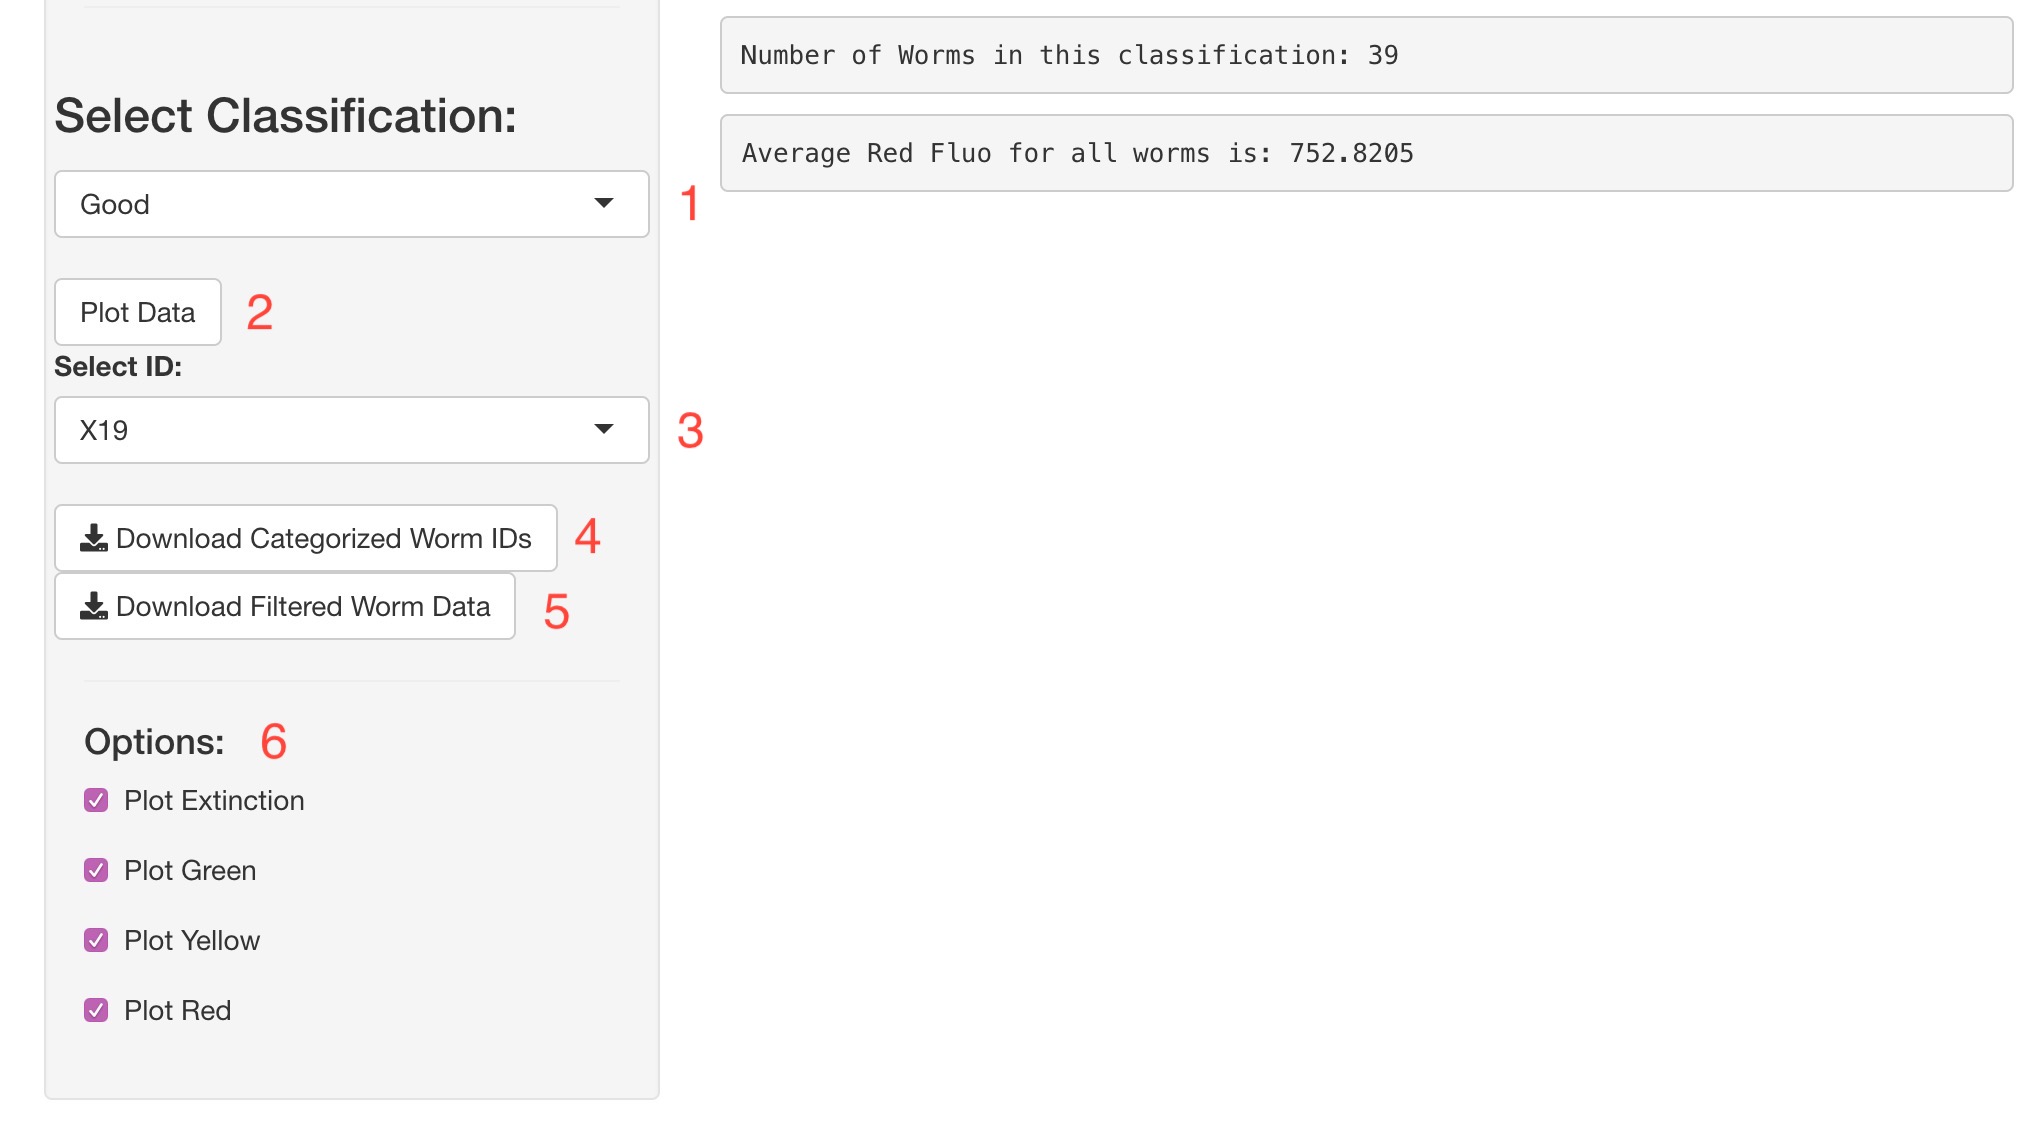 Number of Worms in this classification: 39
Average Red Fluo for all worms is: 752.8205
Select Classification:
Good 1
Plot Data 2
Select ID:
X19 3
Download Categorized Worm IDs 4
Download Filtered Worm Data 5
Options: 6
Plot Extinction
Plot Green
Plot Yellow
Plot Red